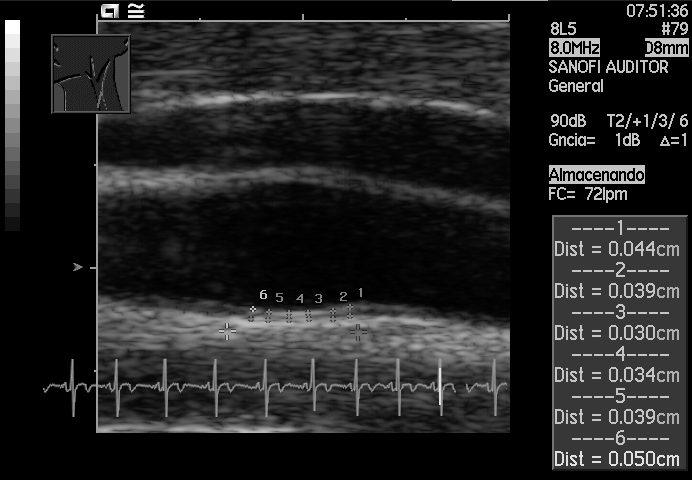 07:51:36
8L5 #79
8.0MHz D8mm
SANOFI AUDITOR
General
90dB T2/+1/3/ 6
Gncia= 1dB Δ=1
Almacenando
FC= 72lpm
----1----
Dist = 0.044cm
----2----
Dist = 0.039cm
----3----
Dist = 0.030cm
----4----
Dist = 0.034cm
----5----
Dist = 0.039cm
----6----
Dist = 0.050cm
6 5 4 3 2 1